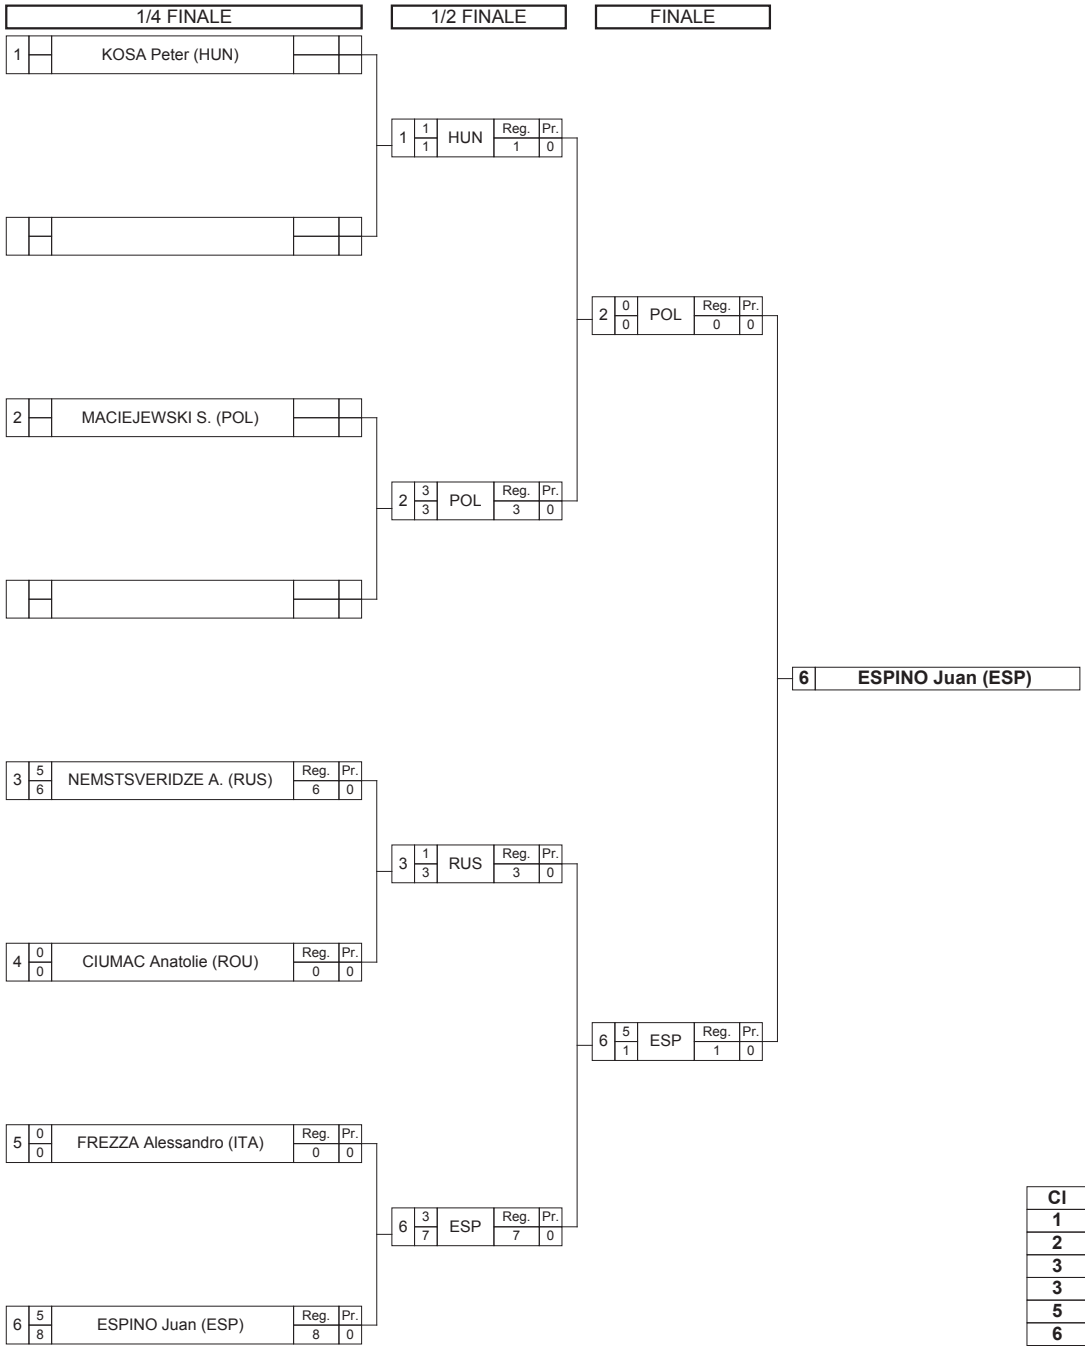 1/4 FINALE 1/2 FINALE FINALE
1 KOSA Peter (HUN)
1 1 HUN Reg. Pr.
1 1 0
2 0 POL Reg. Pr.
0 0 0
2 MACIEJEWSKI S. (POL)
2 3 POL Reg. Pr.
3 3 0
6 ESPINO Juan (ESP)
3 5 NEMSTSVERIDZE A. (RUS) Reg. Pr.
6 6 0
3 1 RUS Reg. Pr.
3 3 0
4 0 CIUMAC Anatolie (ROU) Reg. Pr.
0 0 0
6 5 ESP Reg. Pr.
1 1 0
5 0 FREZZA Alessandro (ITA) Reg. Pr.
0 0 0
6 3 ESP Reg. Pr.
7 7 0
6 5 ESPINO Juan (ESP) Reg. Pr.
8 8 0
Cl
1
2
3
3
5
6